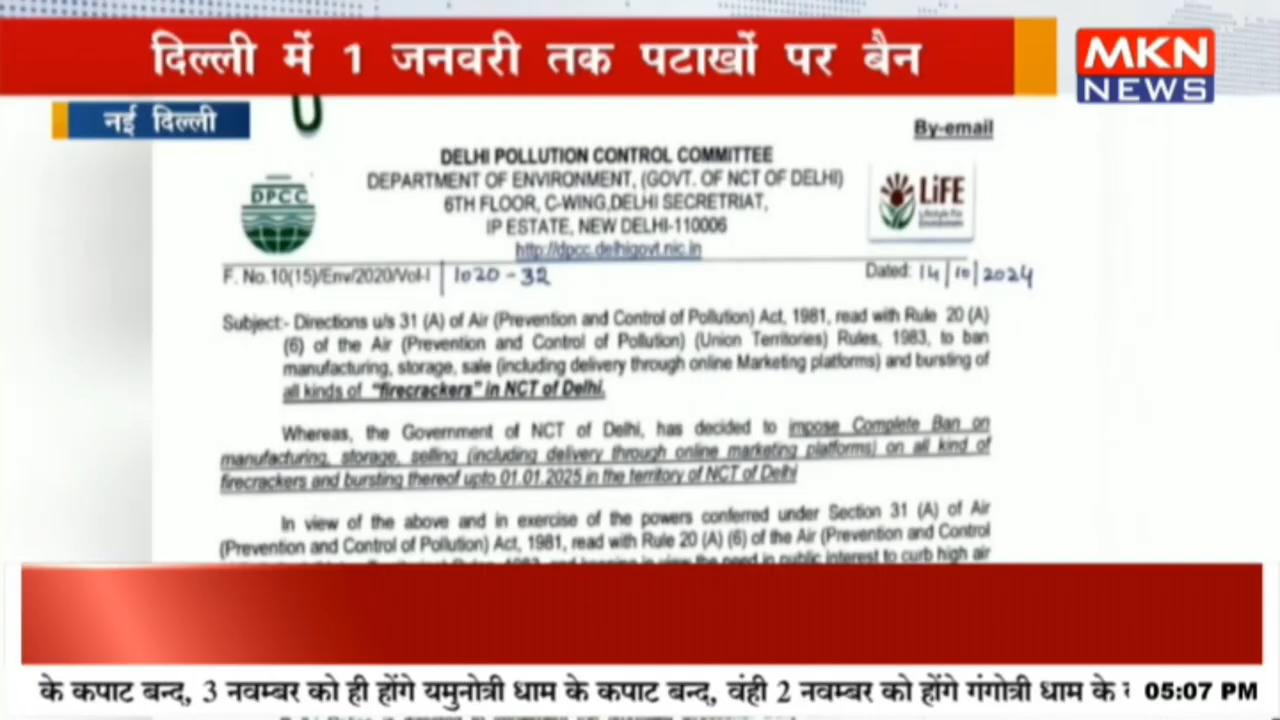 दिल्ली में 1 जनवरी तक पटाखों पर बैन
MKN
NEWS
नई दिल्ली
By-email
DELHI POLLUTION CONTROL COMMITTEE
DEPARTMENT OF ENVIRONMENT, (GOVT. OF NCT OF DELHI)
6TH FLOOR, C-WING,DELHI SECRETRIAT,
IP ESTATE, NEW DELHI-110006
http://dpcc.delhigovt.nic.in
DPCC
LiFE
Lifestyle For
Environment
F. No.10(15)/Env/2020/Vol-I 1020-32
Dated: 14/10/2024
Subject:- Directions u/s 31 (A) of Air (Prevention and Control of Pollution) Act, 1981, read with Rule 20 (A)
(6) of the Air (Prevention and Control of Pollution) (Union Territories) Rules, 1983, to ban
manufacturing, storage, sale (including delivery through online Marketing platforms) and bursting of
all kinds of "firecrackers" in NCT of Delhi.
Whereas, the Government of NCT of Delhi, has decided to impose Complete Ban on
manufacturing, storage, selling (including delivery through online marketing platforms) on all kind of
firecrackers and bursting thereof upto 01.01.2025 in the territory of NCT of Delhi
In view of the above and in exercise of the powers conferred under Section 31 (A) of Air
(Prevention and Control of Pollution) Act, 1981, read with Rule 20 (A) (6) of the Air (Prevention and Control
के कपाट बन्द, 3 नवम्बर को ही होंगे यमुनोत्री धाम के कपाट बन्द, वंही 2 नवम्बर को होंगे गंगोत्री धाम के
05:07 PM